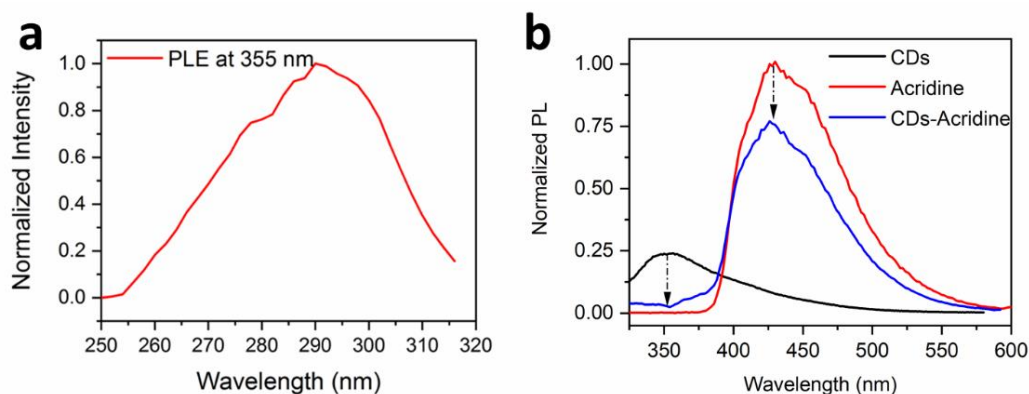 a
PLE at 355 nm
1.0
0.8
0.6
0.4
0.2
0.0
Normalized Intensity
250 260 270 280 290 300 310 320
Wavelength (nm)
b
CDs
Acridine
CDs-Acridine
1.00
0.75
0.50
0.25
0.00
Normalized PL
350 400 450 500 550 600
Wavelength (nm)